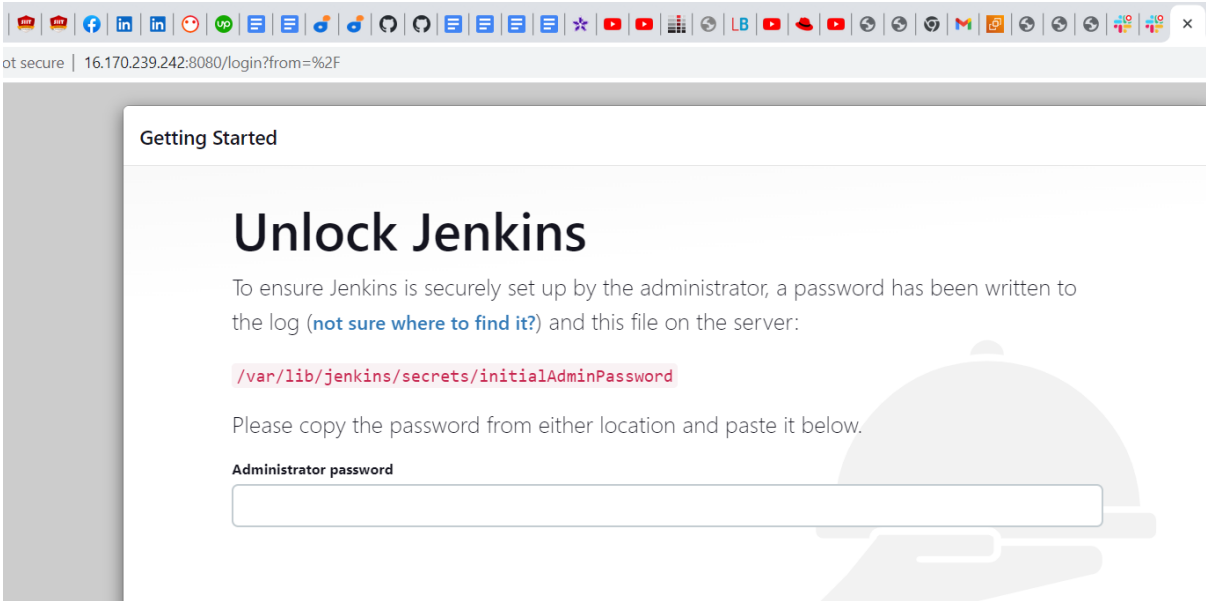 ot secure | 16.170.239.242:8080/login?from=%2F
Getting Started
Unlock Jenkins
To ensure Jenkins is securely set up by the administrator, a password has been written to
the log (not sure where to find it?) and this file on the server:
/var/lib/jenkins/secrets/initialAdminPassword
Please copy the password from either location and paste it below.
Administrator password